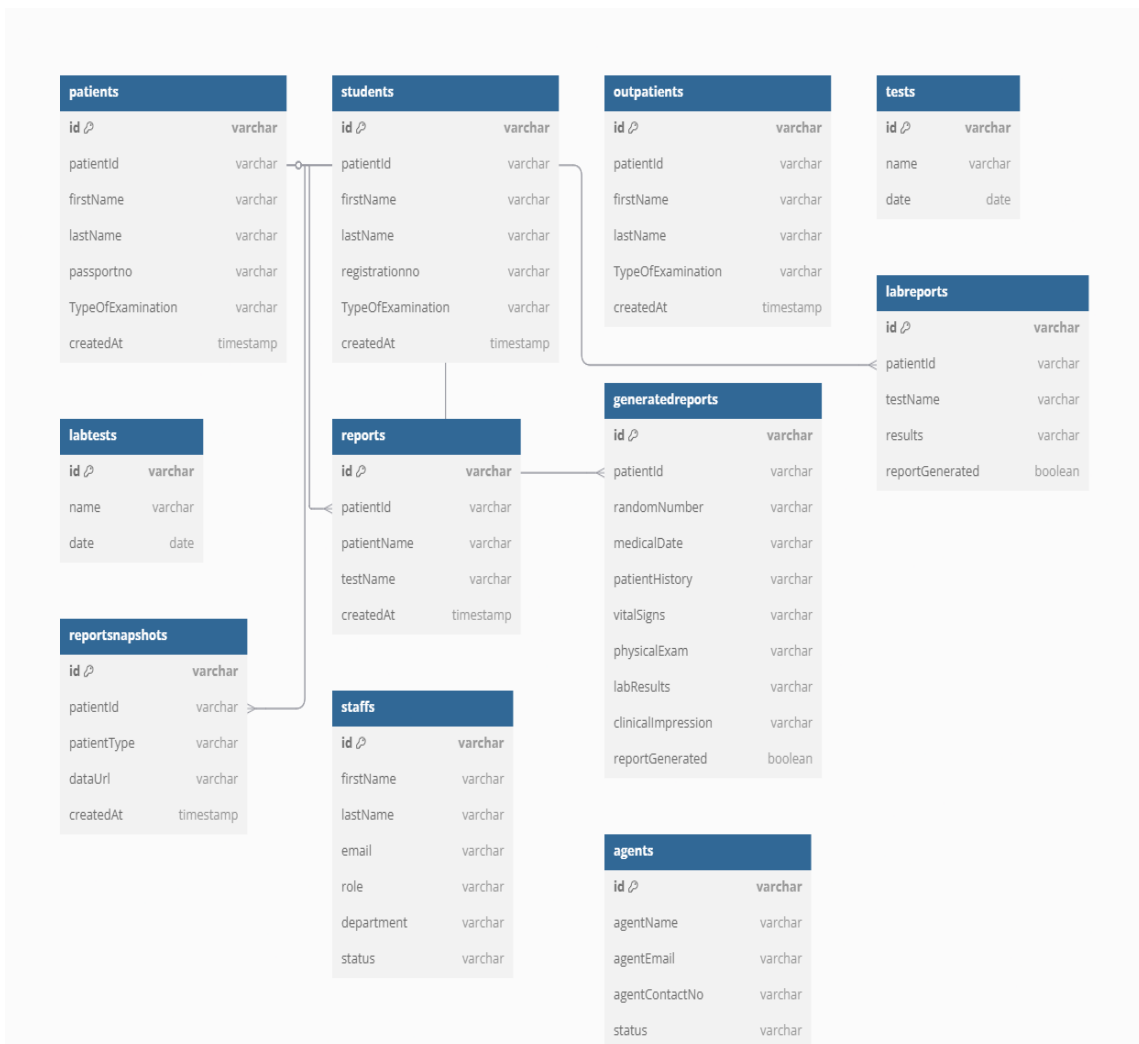 patients
id varchar
patientId varchar
firstName varchar
lastName varchar
passportno varchar
TypeOfExamination varchar
createdAt timestamp
students
id varchar
patientId varchar
firstName varchar
lastName varchar
registrationno varchar
TypeOfExamination varchar
createdAt timestamp
outpatients
id varchar
patientId varchar
firstName varchar
lastName varchar
TypeOfExamination varchar
createdAt timestamp
tests
id varchar
name varchar
date date
labreports
id varchar
patientId varchar
testName varchar
results varchar
reportGenerated boolean
labtests
id varchar
name varchar
date date
reports
id varchar
patientId varchar
patientName varchar
testName varchar
createdAt timestamp
generatedreports
id varchar
patientId varchar
randomNumber varchar
medicalDate varchar
patientHistory varchar
vitalSigns varchar
physicalExam varchar
labResults varchar
clinicalImpression varchar
reportGenerated boolean
reportsnapshots
id varchar
patientId varchar
patientType varchar
dataUrl varchar
createdAt timestamp
staffs
id varchar
firstName varchar
lastName varchar
email varchar
role varchar
department varchar
status varchar
agents
id varchar
agentName varchar
agentEmail varchar
agentContactNo varchar
status varchar